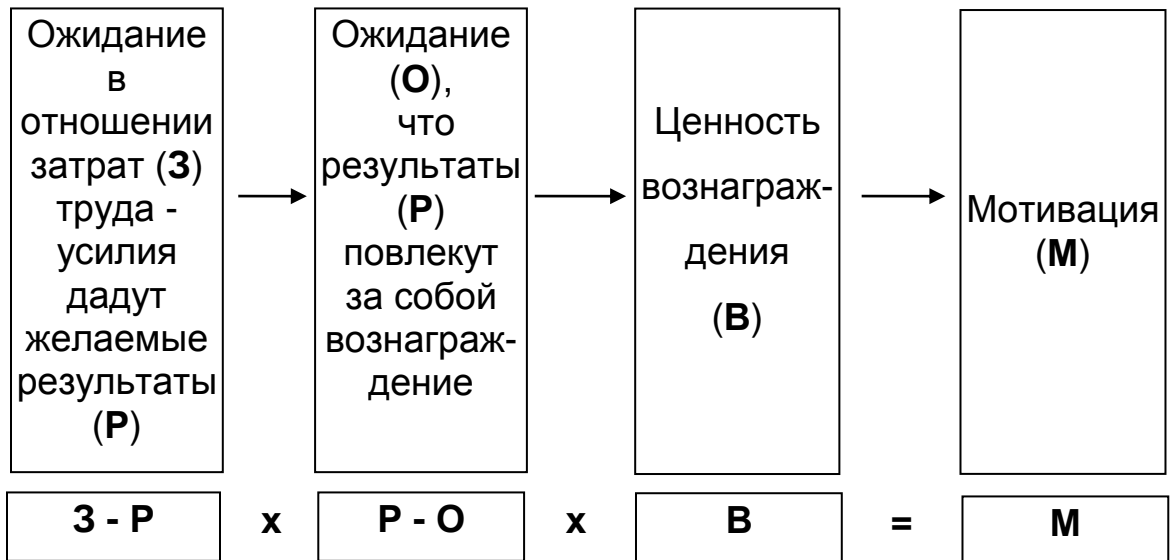 Ожидание
в
отношении
затрат (З)
труда -
усилия
дадут
желаемые
результаты
(Р)
Ожидание
(О),
что
результаты
(Р)
повлекут
за собой
вознаграж-
дение
Ценность
вознаграж-
дения
(В)
Мотивация
(М)
З - Р х Р - О х В = М